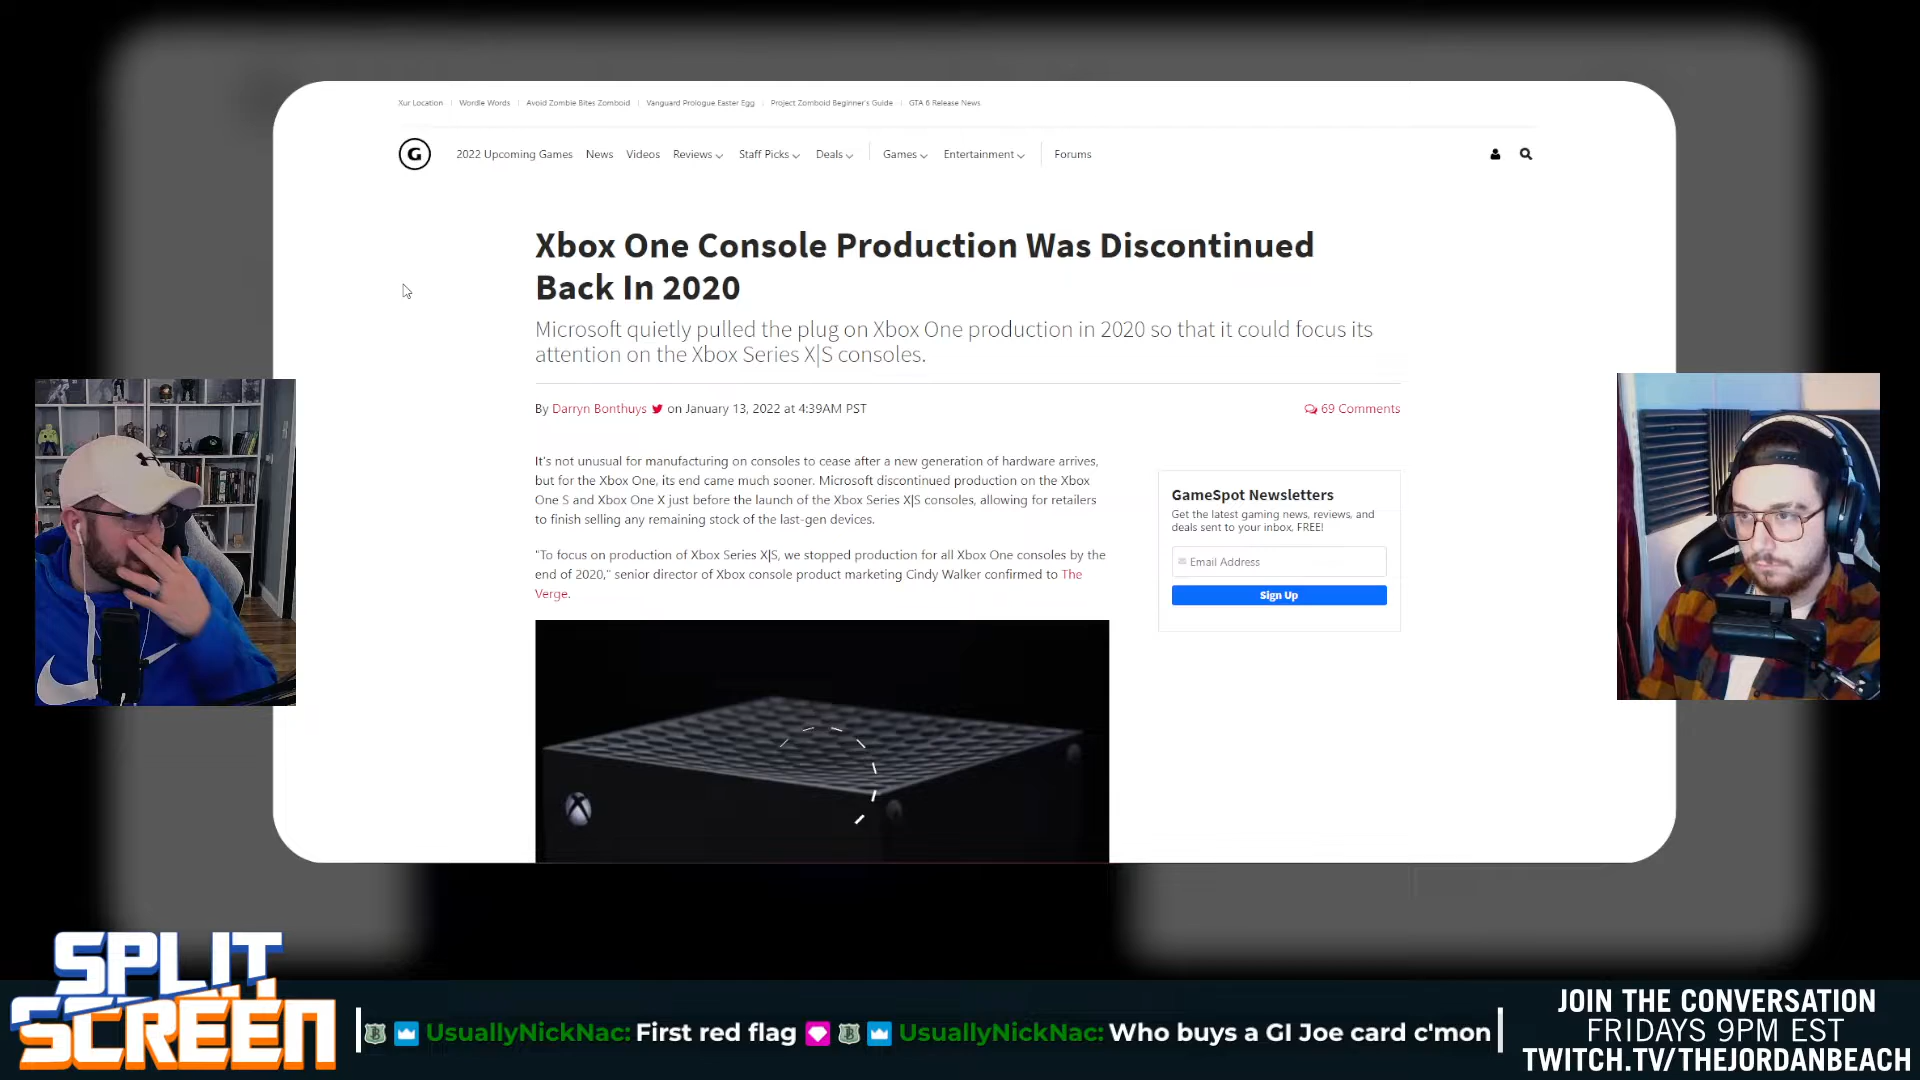 Xur Location | Wordle Words | Avoid Zombie Bites Zomboid | Vanguard Prologue Easter Egg | Project Zomboid Beginner's Guide | GTA 6 Release News
G 2022 Upcoming Games News Videos Reviews Staff Picks Deals Games Entertainment Forums
Xbox One Console Production Was Discontinued
Back In 2020
Microsoft quietly pulled the plug on Xbox One production in 2020 so that it could focus its
attention on the Xbox Series X|S consoles.
By Darryn Bonthuys on January 13, 2022 at 4:39AM PST
69 Comments
It's not unusual for manufacturing on consoles to cease after a new generation of hardware arrives,
but for the Xbox One, its end came much sooner. Microsoft discontinued production on the Xbox
One S and Xbox One X just before the launch of the Xbox Series X|S consoles, allowing for retailers
to finish selling any remaining stock of the last-gen devices.
"To focus on production of Xbox Series X|S, we stopped production for all Xbox One consoles by the
end of 2020," senior director of Xbox console product marketing Cindy Walker confirmed to The
Verge.
GameSpot Newsletters
Get the latest gaming news, reviews, and
deals sent to your inbox, FREE!
Email Address
Sign Up
SPLIT
SCREEN
UsuallyNickNac: First red flag UsuallyNickNac: Who buys a GI Joe card c'mon
JOIN THE CONVERSATION
FRIDAYS 9PM EST
TWITCH.TV/THEJORDANBEACH